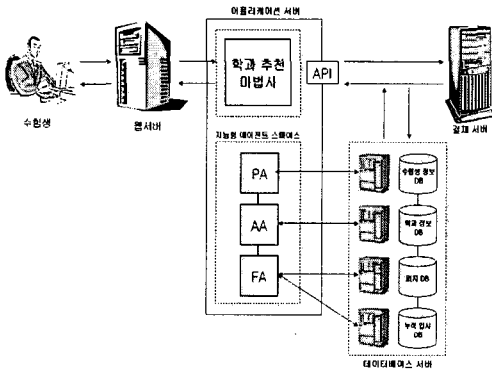 어플리케이션 서버
학과 추천
마법사
API
수험생
웹서버
결제 서버
지능형 에이전트 스페이스
PA
AA
FA
수험생 정보
DB
학과 정보
DB
퍼지 DB
누적 입시
DB
데이터베이스 서버